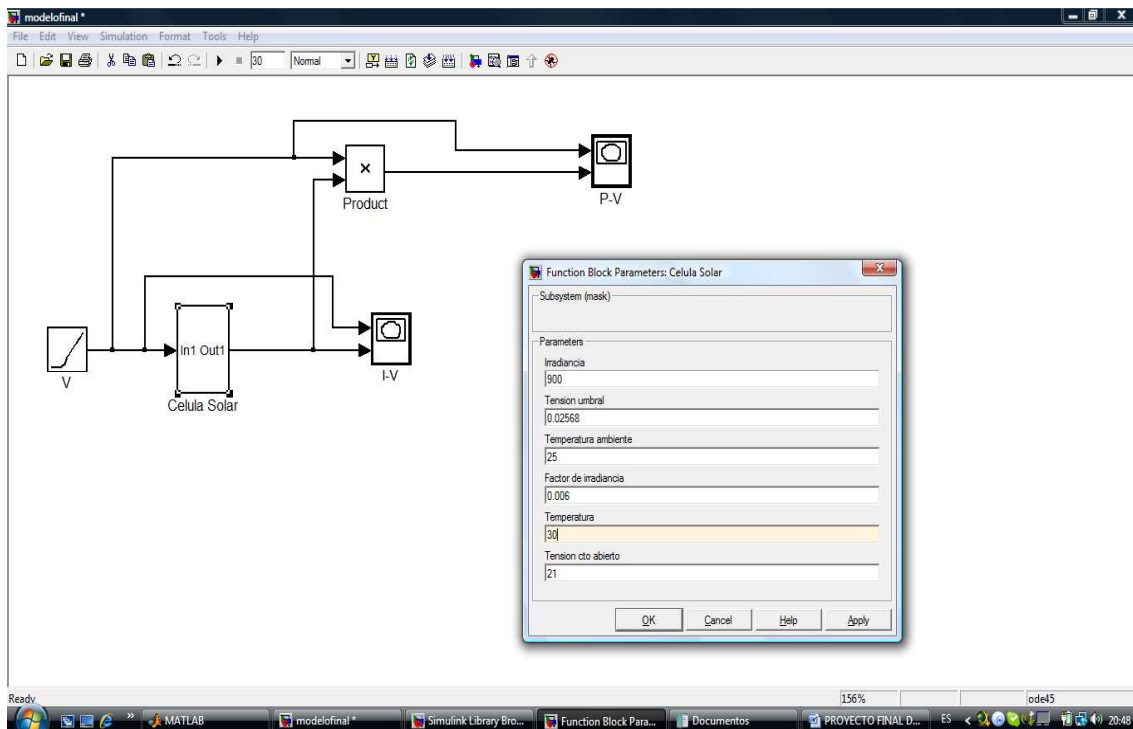 modelofinal *
File Edit View Simulation Format Tools Help
30 Normal
×
Product
P-V
V
In1 Out1
Celula Solar
I-V
Function Block Parameters: Celula Solar
Subsystem (mask)
Parameters
Irradiancia
900
Tension umbral
0.02568
Temperatura ambiente
25
Factor de irradiancia
0.006
Temperatura
30
Tension cto abierto
21
OK Cancel Help Apply
Ready 156% ode45
» MATLAB modelofinal * Simulink Library Bro... Function Block Para... Documentos PROYECTO FINAL D... ES 20:48